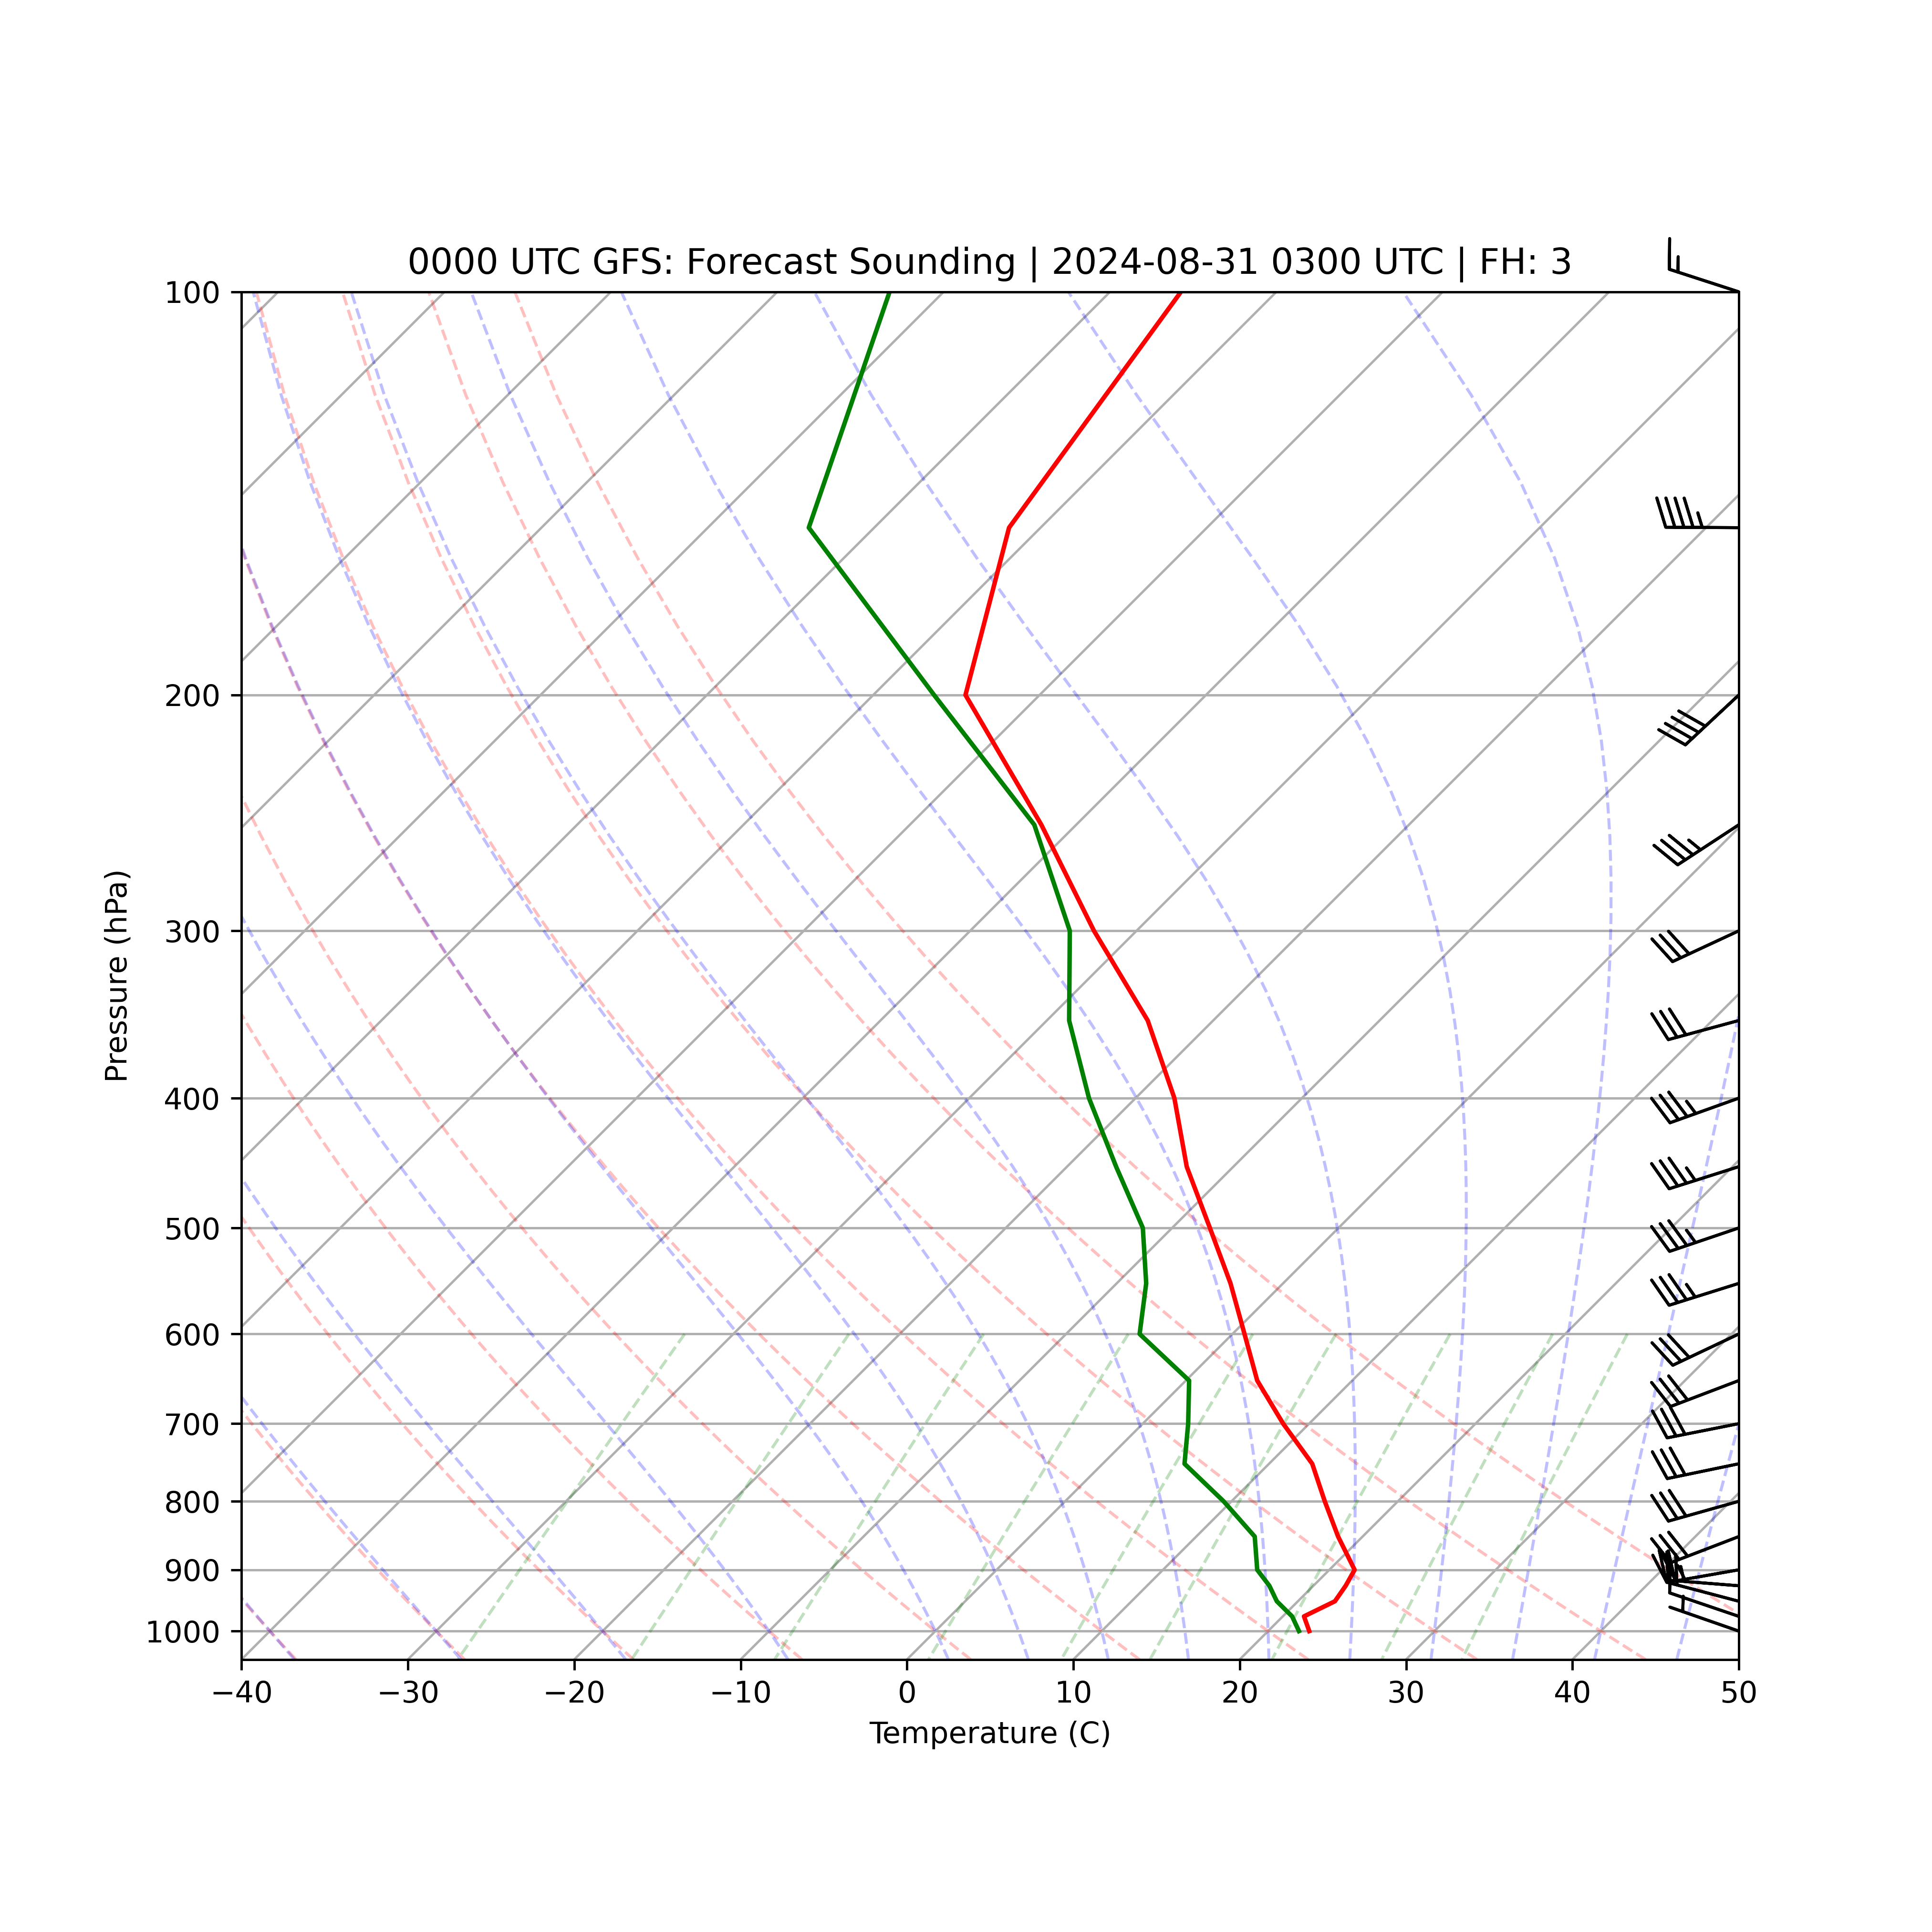 0000 UTC GFS: Forecast Sounding | 2024-08-31 0300 UTC | FH: 3
100
200
300
400
500
600
700
800
900
1000
Pressure (hPa)
−40 −30 −20 −10 0 10 20 30 40 50
Temperature (C)